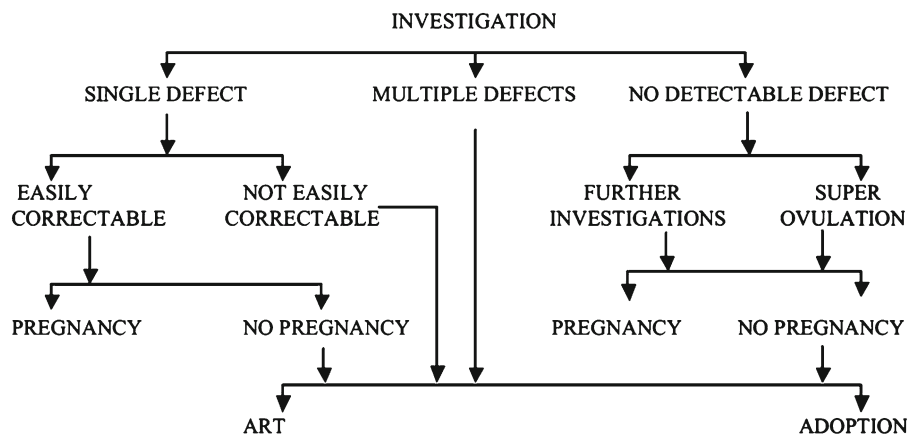 INVESTIGATION
SINGLE DEFECT
MULTIPLE DEFECTS
NO DETECTABLE DEFECT
EASILY
CORRECTABLE
NOT EASILY
CORRECTABLE
FURTHER
INVESTIGATIONS
SUPER
OVULATION
PREGNANCY
NO PREGNANCY
PREGNANCY
NO PREGNANCY
ART
ADOPTION